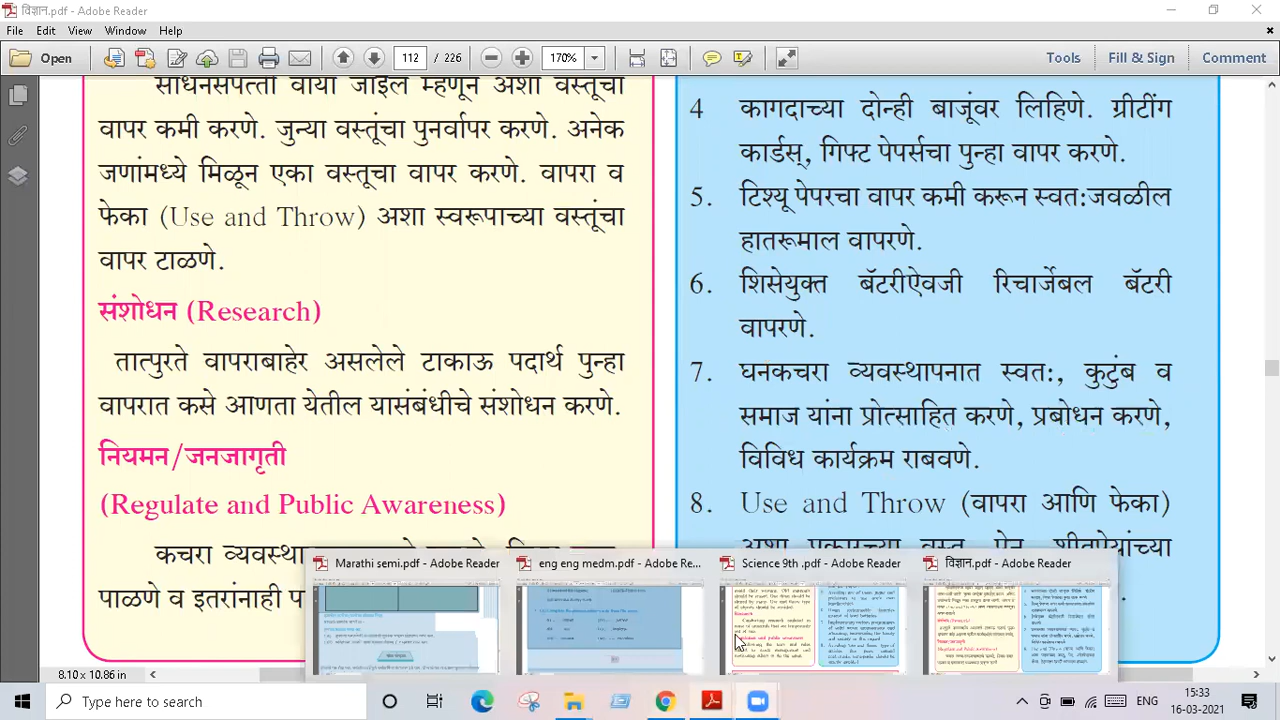 विज्ञान.pdf - Adobe Reader
File Edit View Window Help
Open 112 / 226 170% Tools Fill & Sign Comment
साधनसंपत्ती वाया जाईल म्हणून अशा वस्तूंचा
वापर कमी करणे. जुन्या वस्तूंचा पुनर्वापर करणे. अनेक
जणांमध्ये मिळून एका वस्तूचा वापर करणे. वापरा व
फेका (Use and Throw) अशा स्वरूपाच्या वस्तूंचा
वापर टाळणे.
संशोधन (Research)
तात्पुरते वापराबाहेर असलेले टाकाऊ पदार्थ पुन्हा
वापरात कसे आणता येतील यासंबंधीचे संशोधन करणे.
नियमन/जनजागृती
(Regulate and Public Awareness)
कचरा व्यवस्था
पाळणे व इतरांनाही
4 कागदाच्या दोन्ही बाजूंवर लिहिणे. ग्रीटींग
कार्डस्, गिफ्ट पेपर्सचा पुन्हा वापर करणे.
5. टिश्यू पेपरचा वापर कमी करून स्वत:जवळील
हातरूमाल वापरणे.
6. शिसेयुक्त बॅटरीऐवजी रिचार्जेबल बॅटरी
वापरणे.
7. घनकचरा व्यवस्थापनात स्वत:, कुटुंब व
समाज यांना प्रोत्साहित करणे, प्रबोधन करणे,
विविध कार्यक्रम राबवणे.
8. Use and Throw (वापरा आणि फेका)
अशा
Marathi semi.pdf - Adobe Reader
eng eng medm.pdf - Adobe Re...
Science 9th .pdf - Adobe Reader
विज्ञान.pdf - Adobe Reader
8.10 x 10.86 in
Type here to search
ENG
15:33
16-03-2021